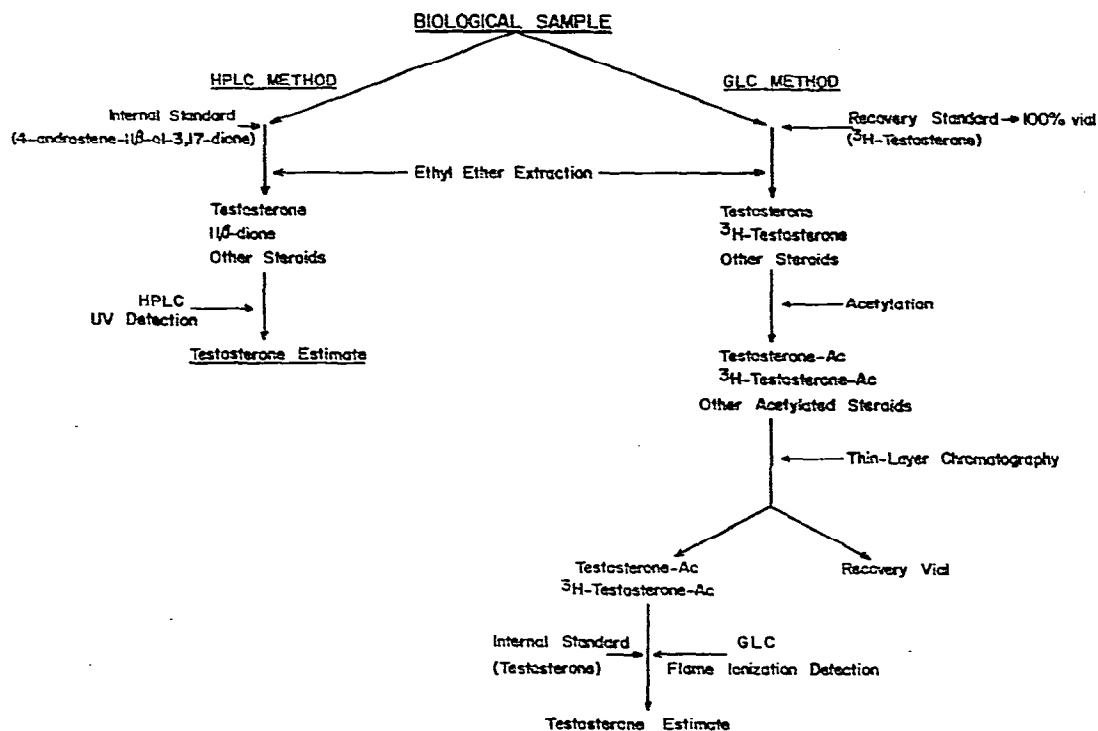 BIOLOGICAL SAMPLE
HPLC METHOD
GLC METHOD
Internal Standard
(4-androstene-11β-ol-3,17-dione)
Recovery Standard → 100% vial
(³H-Testosterone)
Ethyl Ether Extraction
Testosterone
11β-dione
Other Steroids
Testosterone
³H-Testosterone
Other Steroids
HPLC
UV Detection
Acetylation
Testosterone Estimate
Testosterone-Ac
³H-Testosterone-Ac
Other Acetylated Steroids
Thin-Layer Chromatography
Testosterone-Ac
³H-Testosterone-Ac
Recovery Vial
Internal Standard
(Testosterone)
GLC
Flame Ionization Detection
Testosterone Estimate